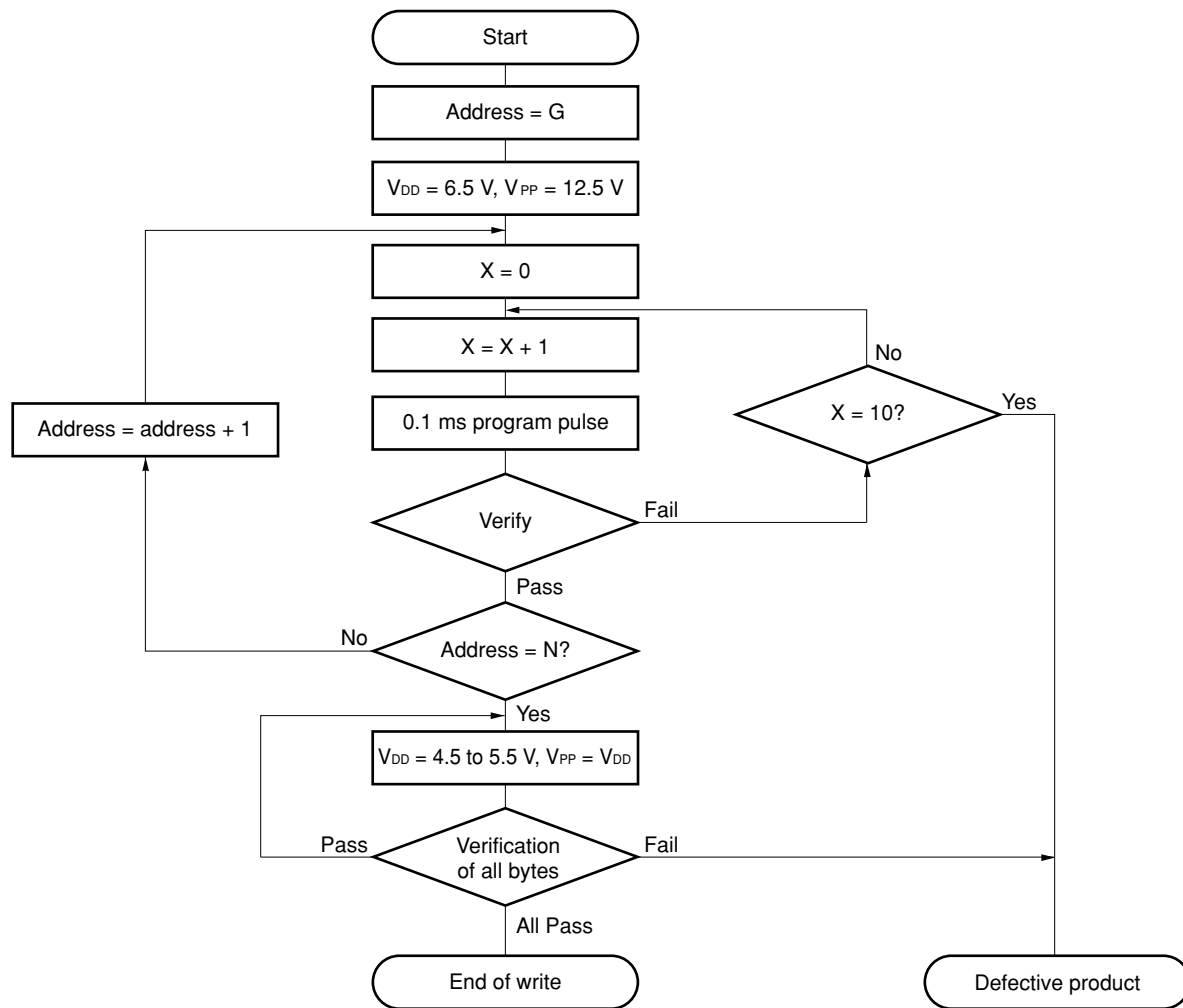 Start
Address = G
VDD = 6.5 V, VPP = 12.5 V
X = 0
X = X + 1
No
0.1 ms program pulse
X = 10?
Yes
Address = address + 1
Verify
Fail
Pass
No
Address = N?
Yes
VDD = 4.5 to 5.5 V, VPP = VDD
Pass
Verification
of all bytes
Fail
All Pass
End of write
Defective product